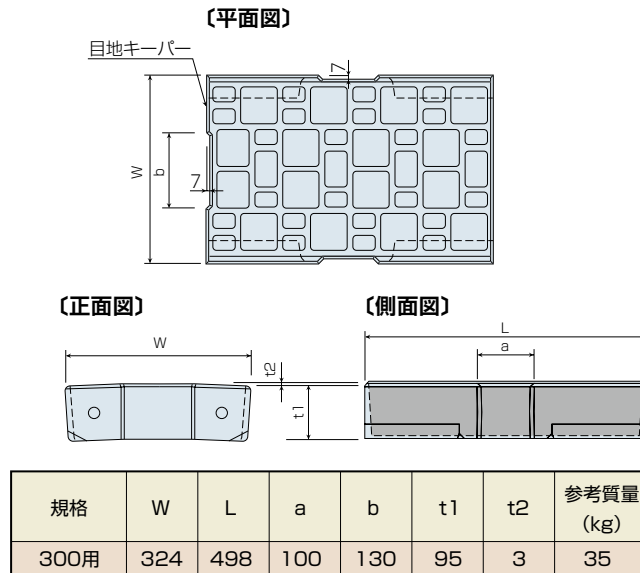 〔平面図〕
目地キーパー
7
W
b
7
〔正面図〕
〔側面図〕
W
L
a
t2
t1
規格 W L a b t1 t2 参考質量
(kg)
300用 324 498 100 130 95 3 35